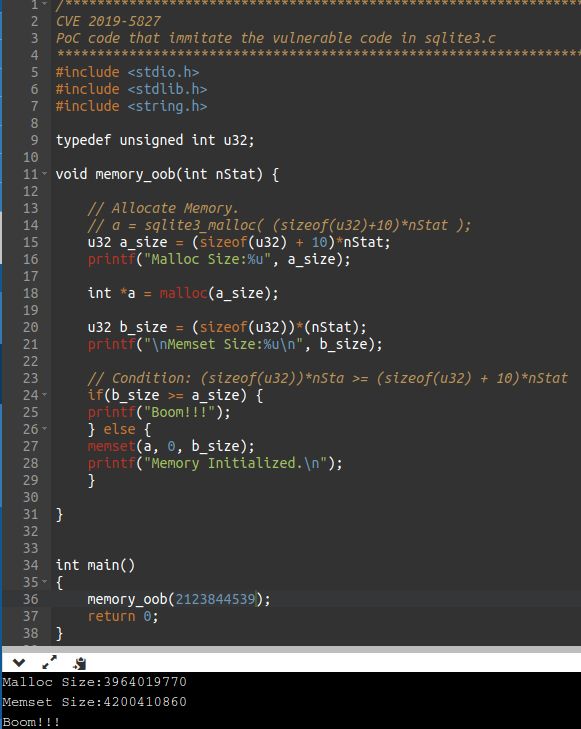 1 /*****************************************************************
2 CVE 2019-5827
3 PoC code that immitate the vulnerable code in sqlite3.c
4 *****************************************************************
5 #include <stdio.h>
6 #include <stdlib.h>
7 #include <string.h>
8
9 typedef unsigned int u32;
10
11 void memory_oob(int nStat) {
12
13 // Allocate Memory.
14 // a = sqlite3_malloc( (sizeof(u32)+10)*nStat );
15 u32 a_size = (sizeof(u32) + 10)*nStat;
16 printf("Malloc Size:%u", a_size);
17
18 int *a = malloc(a_size);
19
20 u32 b_size = (sizeof(u32))*(nStat);
21 printf("\nMemset Size:%u\n", b_size);
22
23 // Condition: (sizeof(u32))*nSta >= (sizeof(u32) + 10)*nStat
24 if(b_size >= a_size) {
25 printf("Boom!!!");
26 } else {
27 memset(a, 0, b_size);
28 printf("Memory Initialized.\n");
29 }
30
31 }
32
33
34 int main()
35 {
36 memory_oob(2123844539);
37 return 0;
38 }
Malloc Size:3964019770
Memset Size:4200410860
Boom!!!